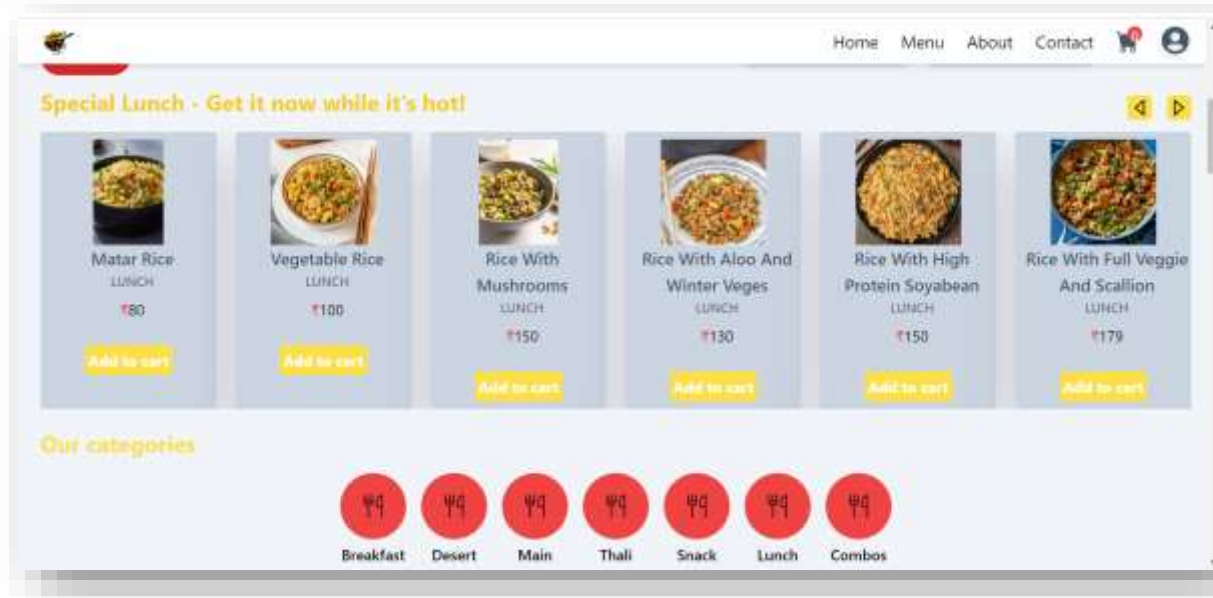 Home Menu About Contact 0
Special Lunch - Get it now while it's hot!
Matar Rice
LUNCH
₹80
Add to cart
Vegetable Rice
LUNCH
₹100
Add to cart
Rice With
Mushrooms
LUNCH
₹150
Add to cart
Rice With Aloo And
Winter Veges
LUNCH
₹130
Add to cart
Rice With High
Protein Soyabean
LUNCH
₹150
Add to cart
Rice With Full Veggie
And Scallion
LUNCH
₹179
Add to cart
Our categories
Breakfast Desert Main Thali Snack Lunch Combos